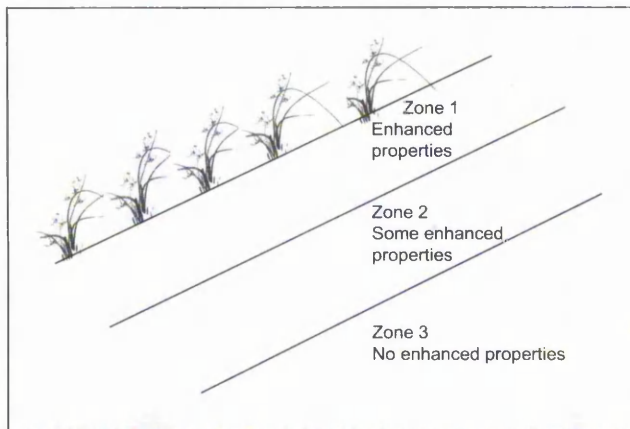 Zone 1
Enhanced
properties
Zone 2
Some enhanced
properties
Zone 3
No enhanced properties